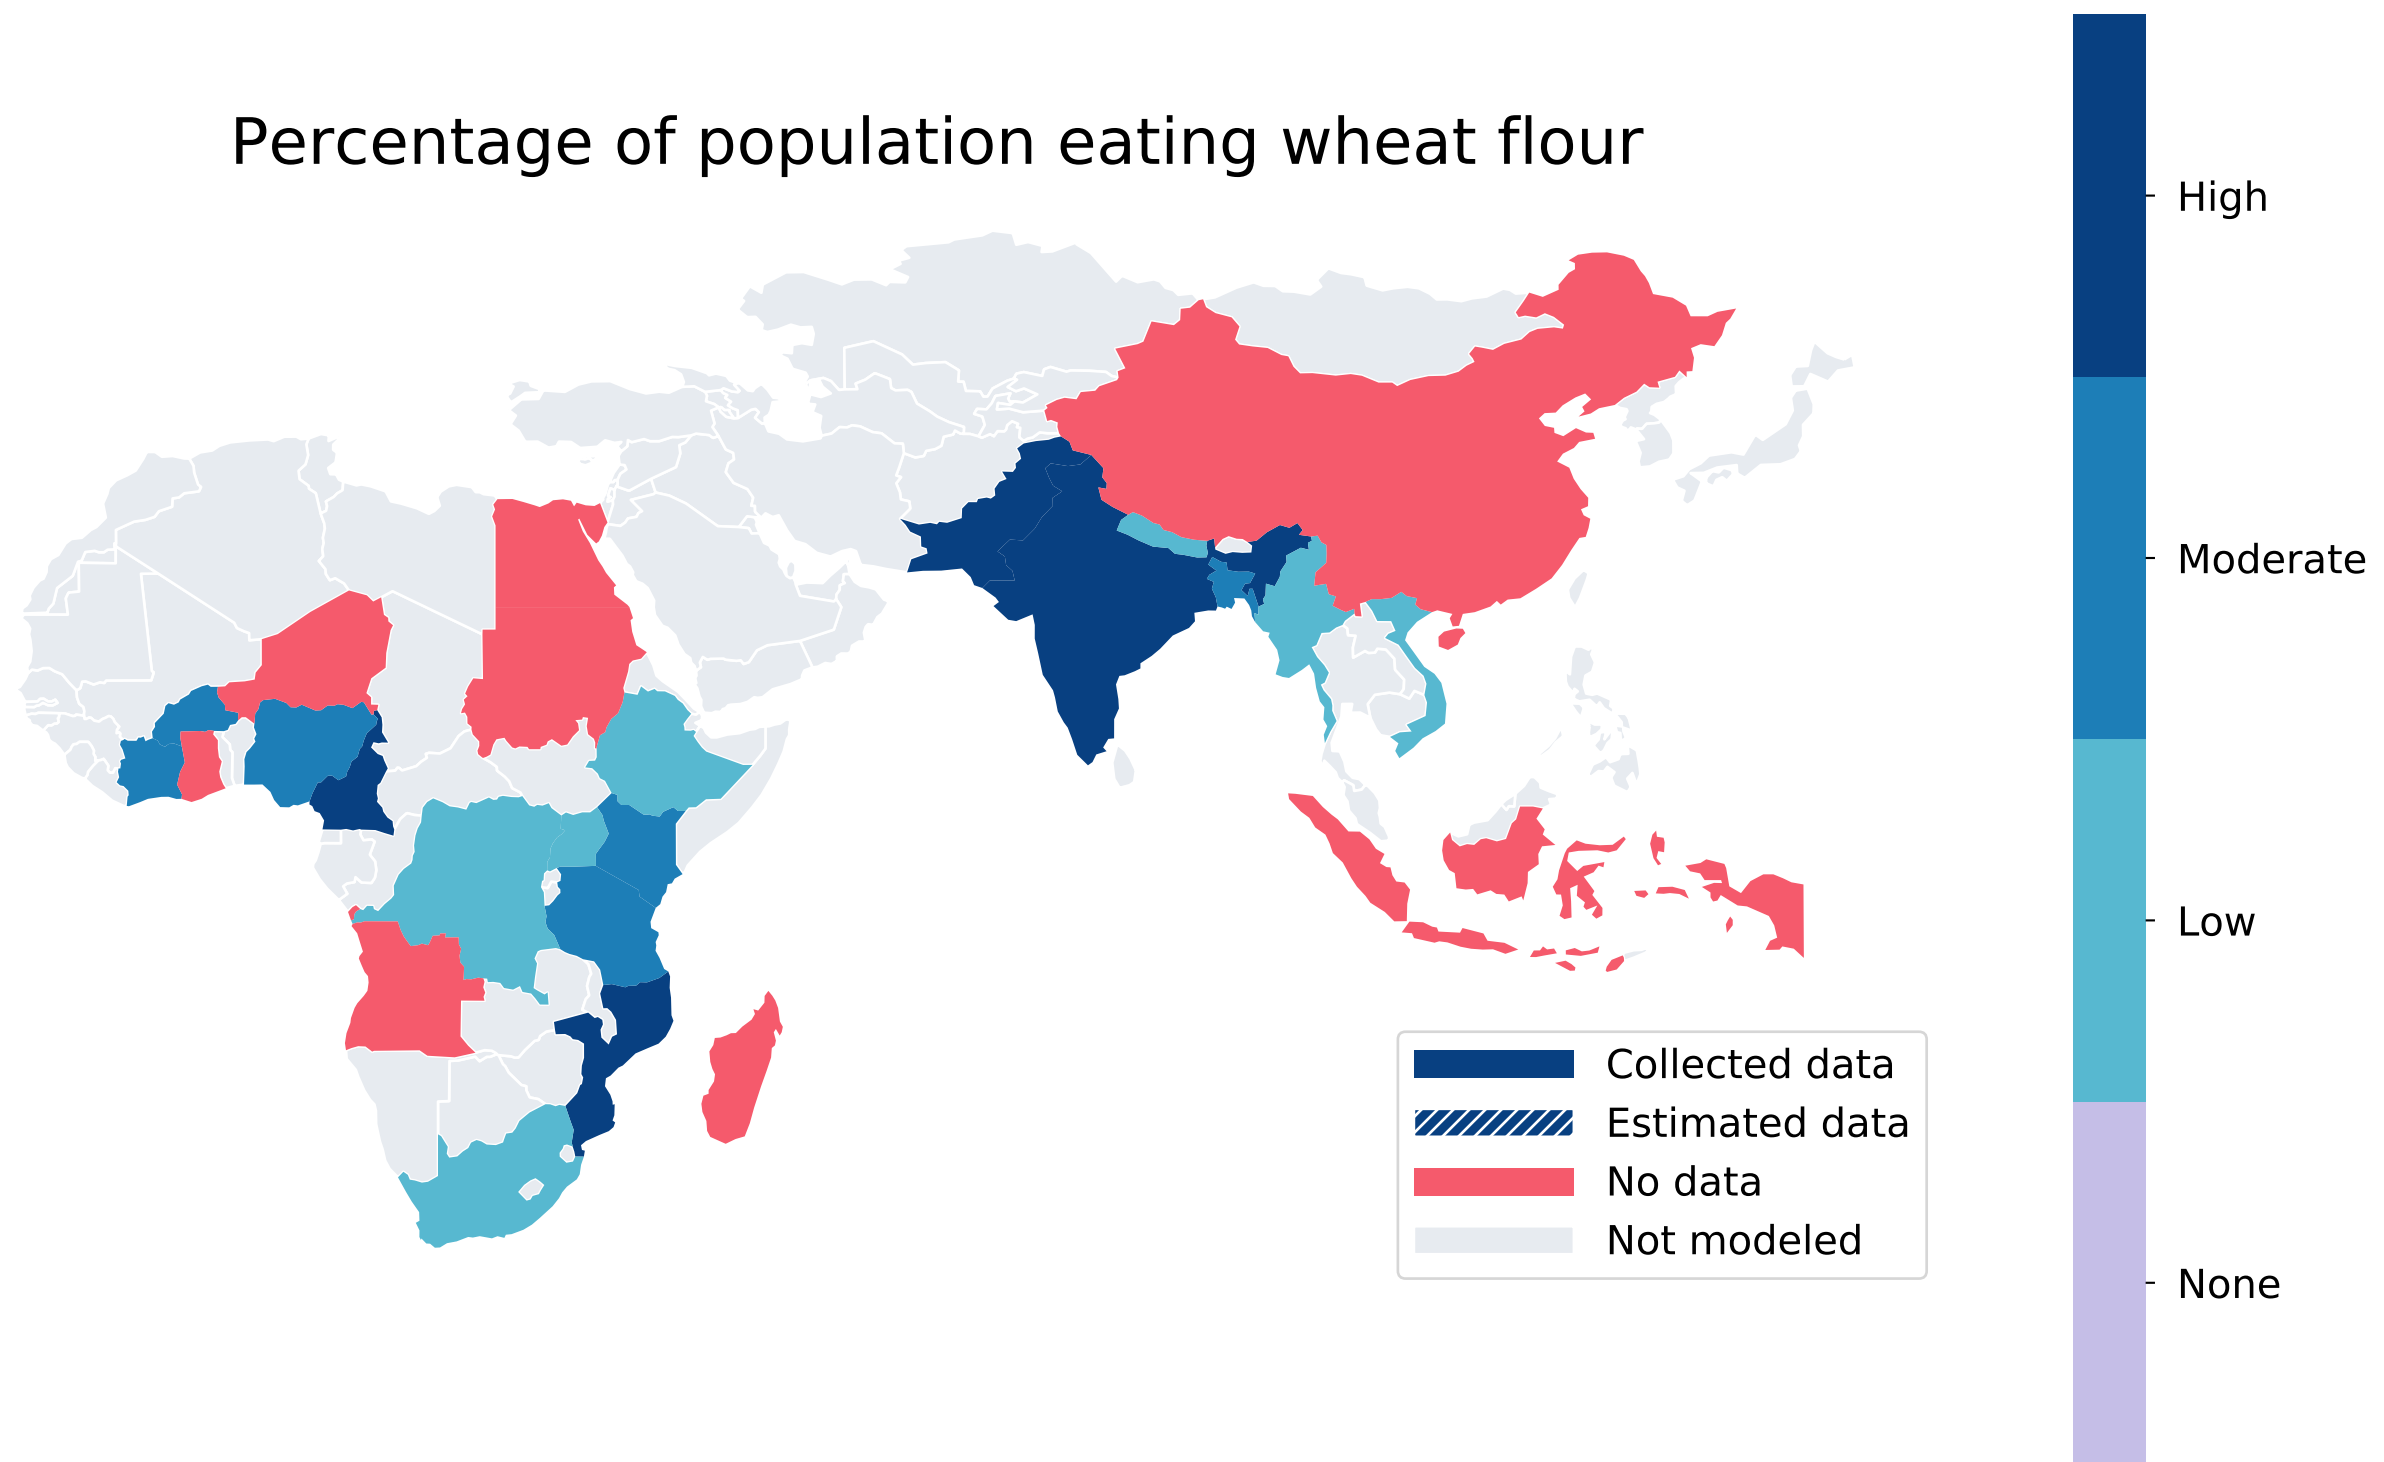 Percentage of population eating wheat flour
High
Moderate
Low
None
Collected data
Estimated data
No data
Not modeled